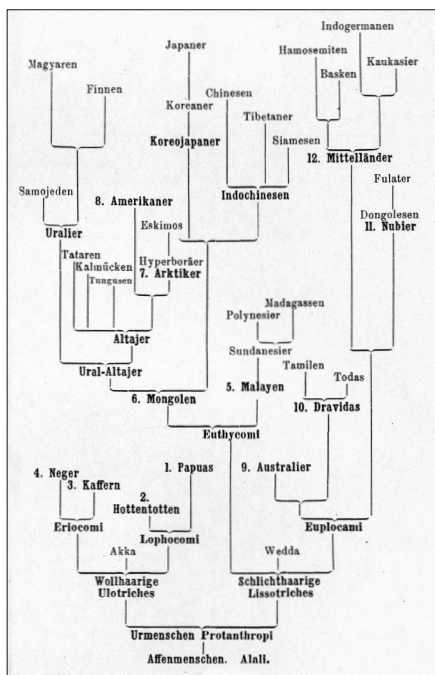 Indogermanen
Japaner
Hamosemiten
Kaukasier
Magyaren
Basken
Finnen
Chinesen
Koreaner
Tibetaner
Koreojapaner
Siamesen
12. Mittelländer
Fulater
Samojeden
8. Amerikaner
Indochinesen
Dongolesen
Eskimos
11. Nubier
Uralier
Tataren
Hyperboräer
Kalmücken
7. Arktiker
Tungusen
Madagassen
Polynesier
Altajer
Sundanesier
Tamilen
Ural-Altajer
Todas
5. Malayen
6. Mongolen
10. Dravidas
Euthycomi
4. Neger
1. Papuas
9. Australier
3. Kaffern
2.
Hottentotten
Eriocomi
Euplocami
Lophocomi
Akka
Wedda
Wollhaarige
Schlichthaarige
Ulotriches
Lissotriches
Urmenschen Protanthropi
Affenmenschen. Alali.